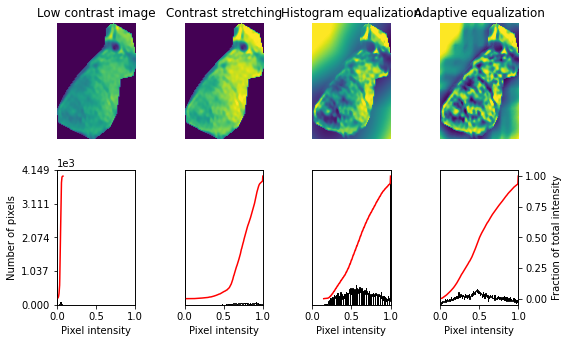 Low contrast image
Contrast stretching
Histogram equalization
Adaptive equalization
1e3
4.149
3.111
2.074
1.037
0.000
Number of pixels
0.0 0.5 1.0
Pixel intensity
0.0 0.5 1.0
Pixel intensity
0.0 0.5 1.0
Pixel intensity
0.0 0.5 1.0
Pixel intensity
1.00
0.75
0.50
0.25
0.00
Fraction of total intensity